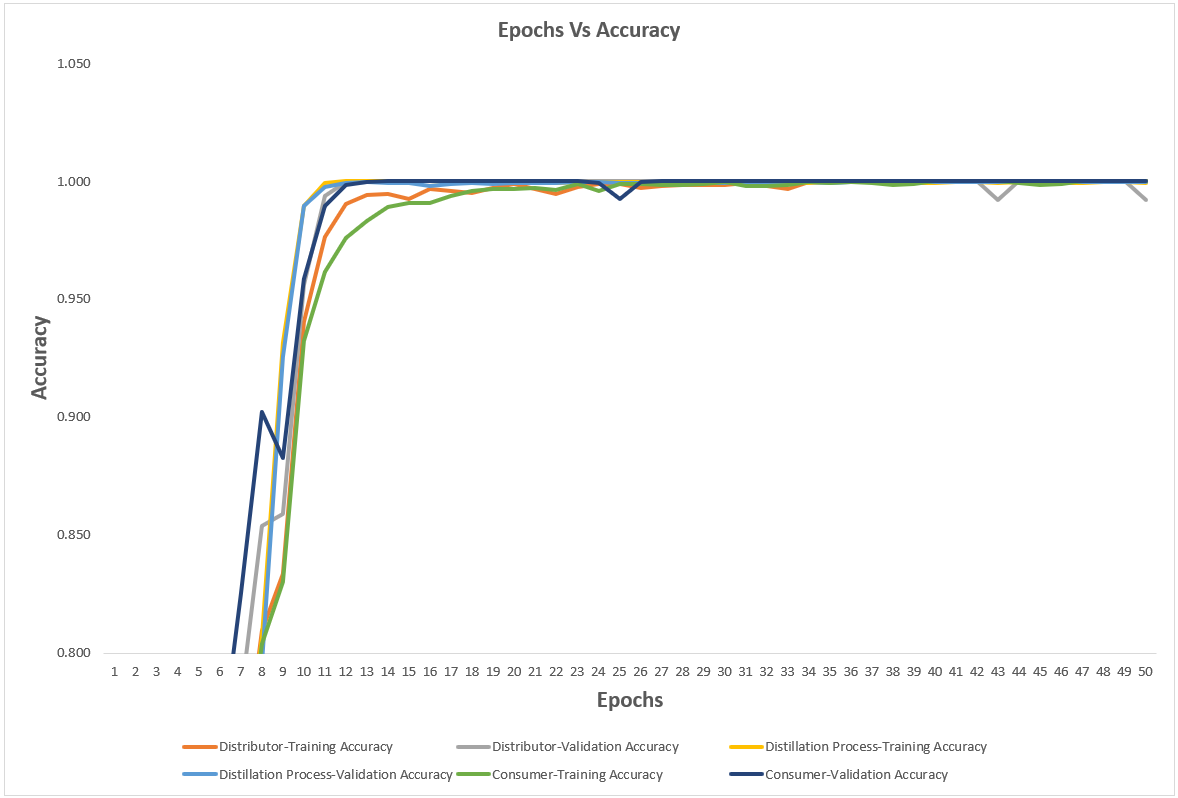 Epochs Vs Accuracy
1.050
1.000
0.950
0.900
0.850
0.800
Accuracy
1 2 3 4 5 6 7 8 9 10 11 12 13 14 15 16 17 18 19 20 21 22 23 24 25 26 27 28 29 30 31 32 33 34 35 36 37 38 39 40 41 42 43 44 45 46 47 48 49 50
Epochs
Distributor-Training Accuracy Distributor-Validation Accuracy Distillation Process-Training Accuracy
Distillation Process-Validation Accuracy Consumer-Training Accuracy Consumer-Validation Accuracy